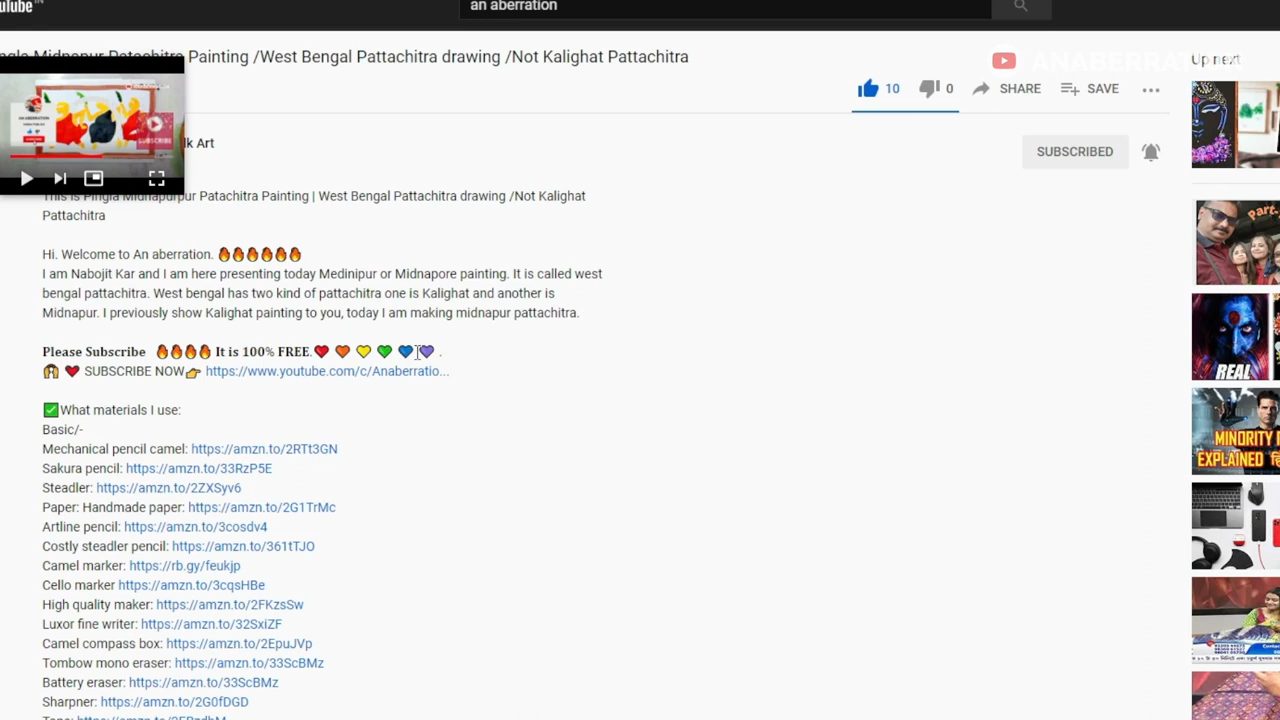 an aberration
Midnapur Patachitra Painting /West Bengal Pattachitra drawing /Not Kalighat Pattachitra
ANABERRATION
Up next
10
0
SHARE
SAVE
lk Art
SUBSCRIBED
SUBSCRIBE
This is Pingla Midnapurpur Patachitra Painting | West Bengal Pattachitra drawing /Not Kalighat
Pattachitra
Hi. Welcome to An aberration. 🔥🔥🔥🔥🔥🔥
I am Nabojit Kar and I am here presenting today Medinipur or Midnapore painting. It is called west
bengal pattachitra. West bengal has two kind of pattachitra one is Kalighat and another is
Midnapur. I previously show Kalighat painting to you, today I am making midnapur pattachitra.
Please Subscribe 🔥🔥🔥🔥 It is 100% FREE.❤️ 🧡 💛 💚 💙 💜 .
❤️ SUBSCRIBE NOW👉 https://www.youtube.com/c/Anaberratio...
✅What materials I use:
Basic/-
Mechanical pencil camel: https://amzn.to/2RTt3GN
Sakura pencil: https://amzn.to/33RzP5E
Steadler: https://amzn.to/2ZXSyv6
Paper: Handmade paper: https://amzn.to/2G1TrMc
Artline pencil: https://amzn.to/3cosdv4
Costly steadler pencil: https://amzn.to/361tTJO
Camel marker: https://rb.gy/feukjp
Cello marker https://amzn.to/3cqsHBe
High quality maker: https://amzn.to/2FKzsSw
Luxor fine writer: https://amzn.to/32SxiZF
Camel compass box: https://amzn.to/2EpuJVp
Tombow mono eraser: https://amzn.to/33ScBMz
Battery eraser: https://amzn.to/33ScBMz
Sharpner: https://amzn.to/2G0fDGD
Part-
REAL
MINORITY
EXPLAINED